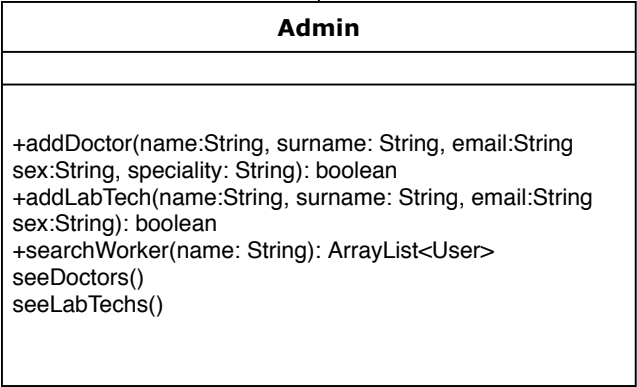 Admin
+addDoctor(name:String, surname: String, email:String
sex:String, speciality: String): boolean
+addLabTech(name:String, surname: String, email:String
sex:String): boolean
+searchWorker(name: String): ArrayList<User>
seeDoctors()
seeLabTechs()